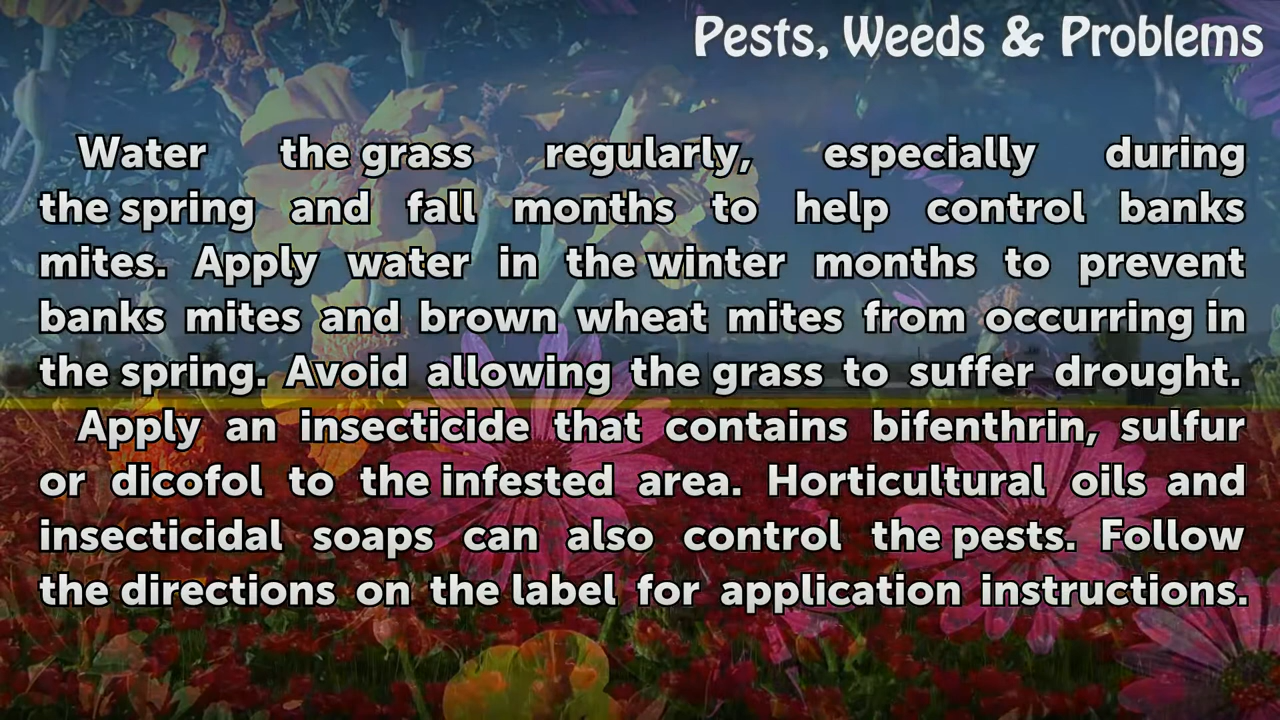 Pests, Weeds & Problems
Water the grass regularly, especially during
the spring and fall months to help control banks
mites. Apply water in the winter months to prevent
banks mites and brown wheat mites from occurring in
the spring. Avoid allowing the grass to suffer drought.
Apply an insecticide that contains bifenthrin, sulfur
or dicofol to the infested area. Horticultural oils and
insecticidal soaps can also control the pests. Follow
the directions on the label for application instructions.